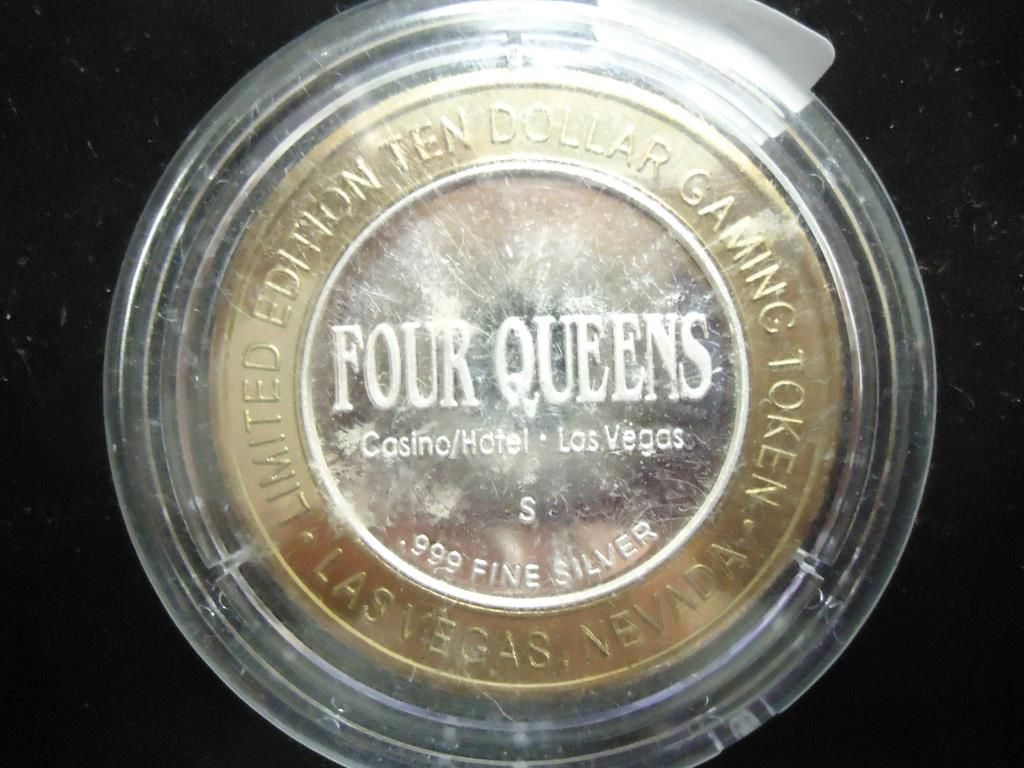 LIMITED EDITION TEN DOLLAR GAMING TOKEN •
LAS VEGAS, NEVADA •
FOUR QUEENS
Casino/Hotel • Las Vegas
S
.999 FINE SILVER